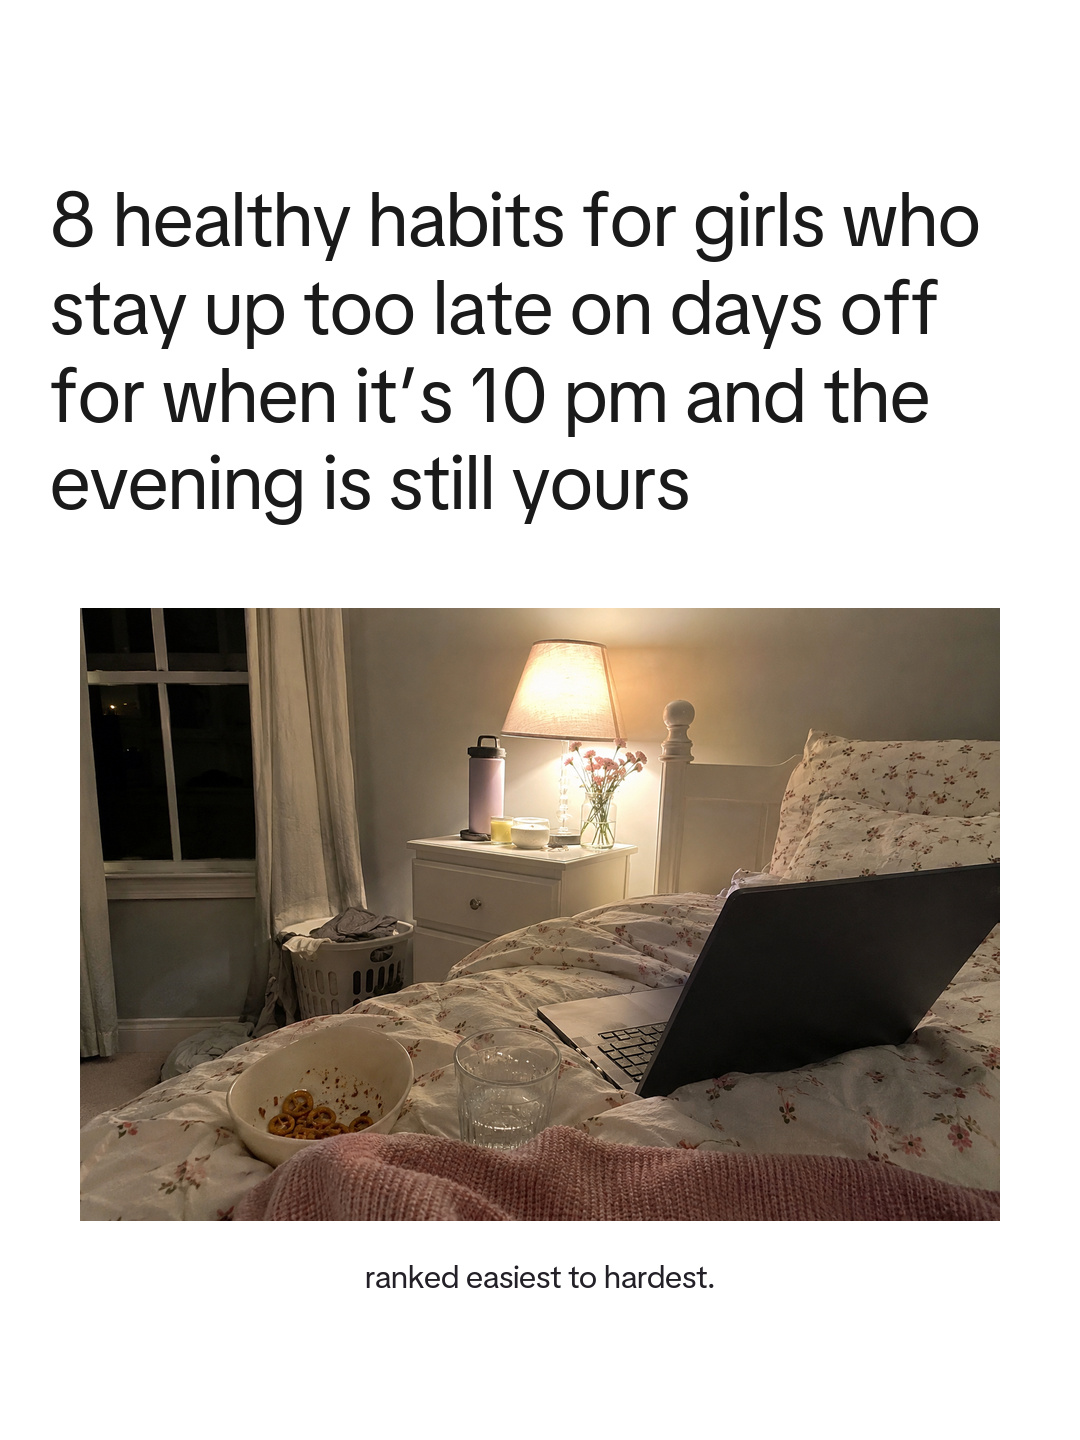 8 healthy habits for girls who
stay up too late on days off
for when it’s 10 pm and the
evening is still yours
ranked easiest to hardest.